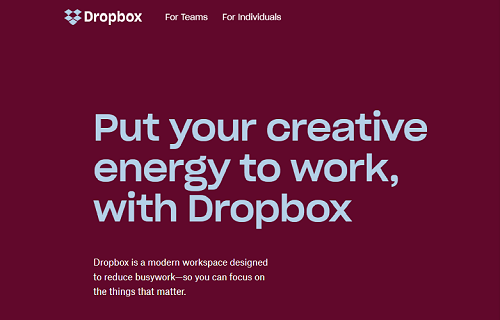 Dropbox For Teams For Individuals
Put your creative
energy to work,
with Dropbox
Dropbox is a modern workspace designed
to reduce busywork—so you can focus on
the things that matter.